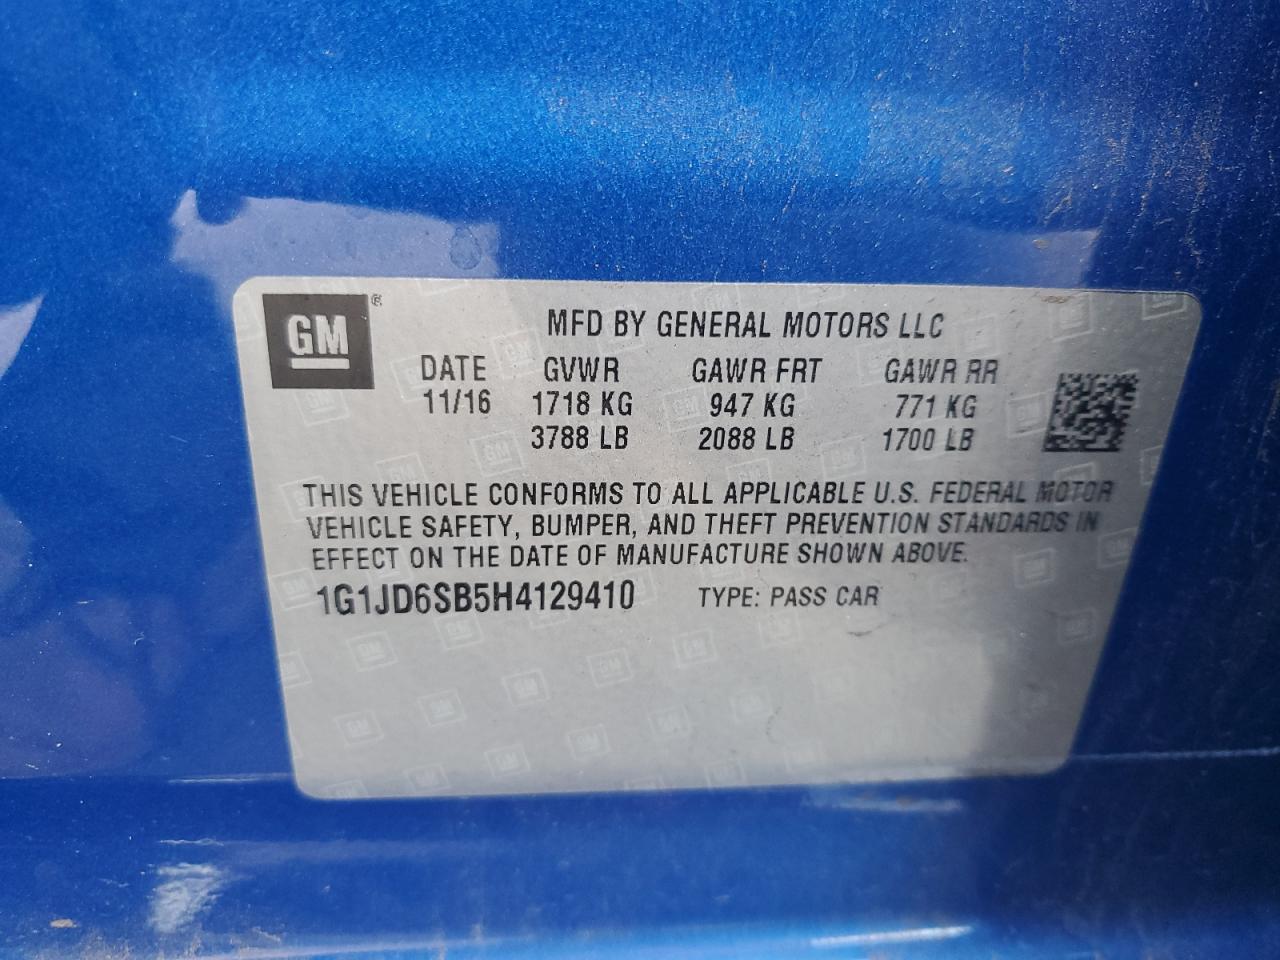 GM®
MFD BY GENERAL MOTORS LLC
DATE GVWR GAWR FRT GAWR RR
11/16 1718 KG 947 KG 771 KG
3788 LB 2088 LB 1700 LB
THIS VEHICLE CONFORMS TO ALL APPLICABLE U.S. FEDERAL MOTOR
VEHICLE SAFETY, BUMPER, AND THEFT PREVENTION STANDARDS IN
EFFECT ON THE DATE OF MANUFACTURE SHOWN ABOVE.
1G1JD6SB5H4129410 TYPE: PASS CAR